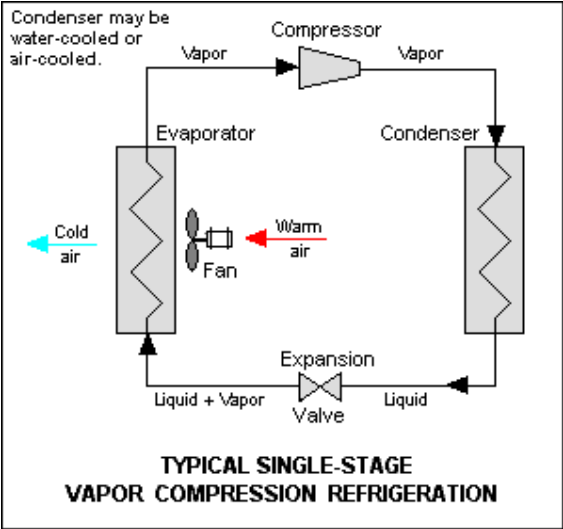 Condenser may be
water-cooled or
air-cooled.
Compressor
Vapor
Vapor
Evaporator
Condenser
Cold
air
Warm
air
Fan
Expansion
Valve
Liquid + Vapor
Liquid
TYPICAL SINGLE-STAGE
VAPOR COMPRESSION REFRIGERATION